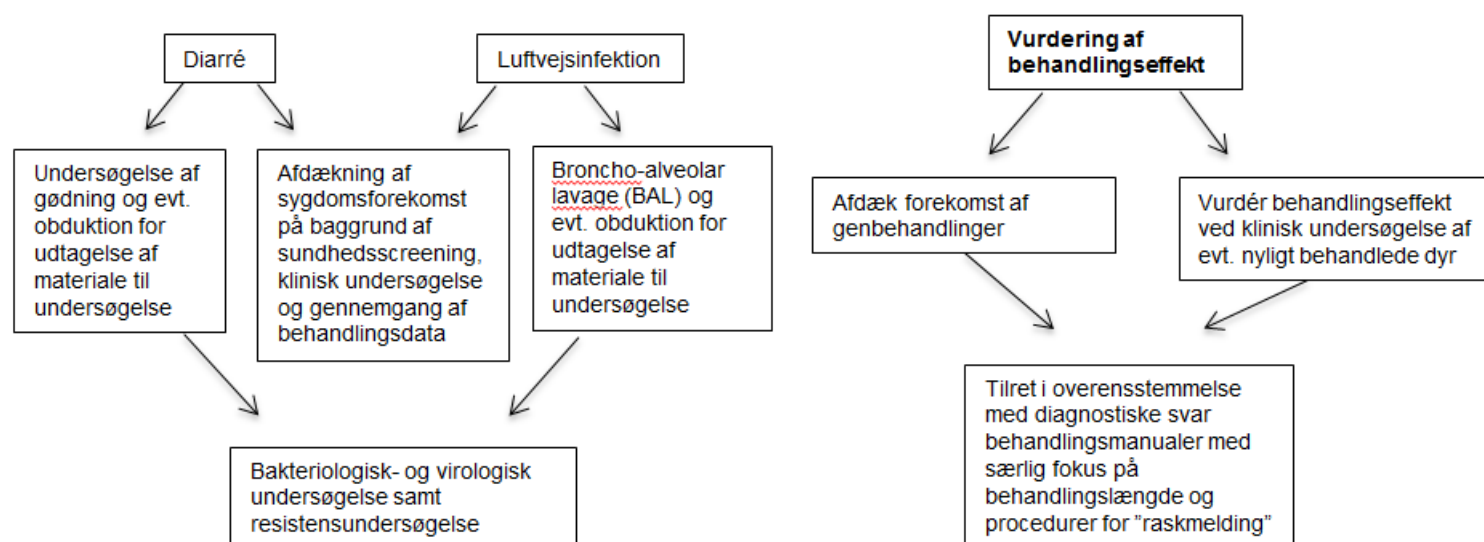 Diarré
Luftvejsinfektion
Undersøgelse af
gødning og evt.
obduktion for
udtagelse af
materiale til
undersøgelse
Afdækning af
sygdomsforekomst
på baggrund af
sundhedsscreening,
klinisk undersøgelse
og gennemgang af
behandlingsdata
Broncho-alveolar
lavage (BAL) og
evt. obduktion for
udtagelse af
materiale til
undersøgelse
Bakteriologisk- og virologisk
undersøgelse samt
resistensundersøgelse
Vurdering af
behandlingseffekt
Afdæk forekomst af
genbehandlinger
Vurdér behandlingseffekt
ved klinisk undersøgelse af
evt. nyligt behandlede dyr
Tilret i overensstemmelse
med diagnostiske svar
behandlingsmanualer med
særlig fokus på
behandlingslængde og
procedurer for ”raskmelding”